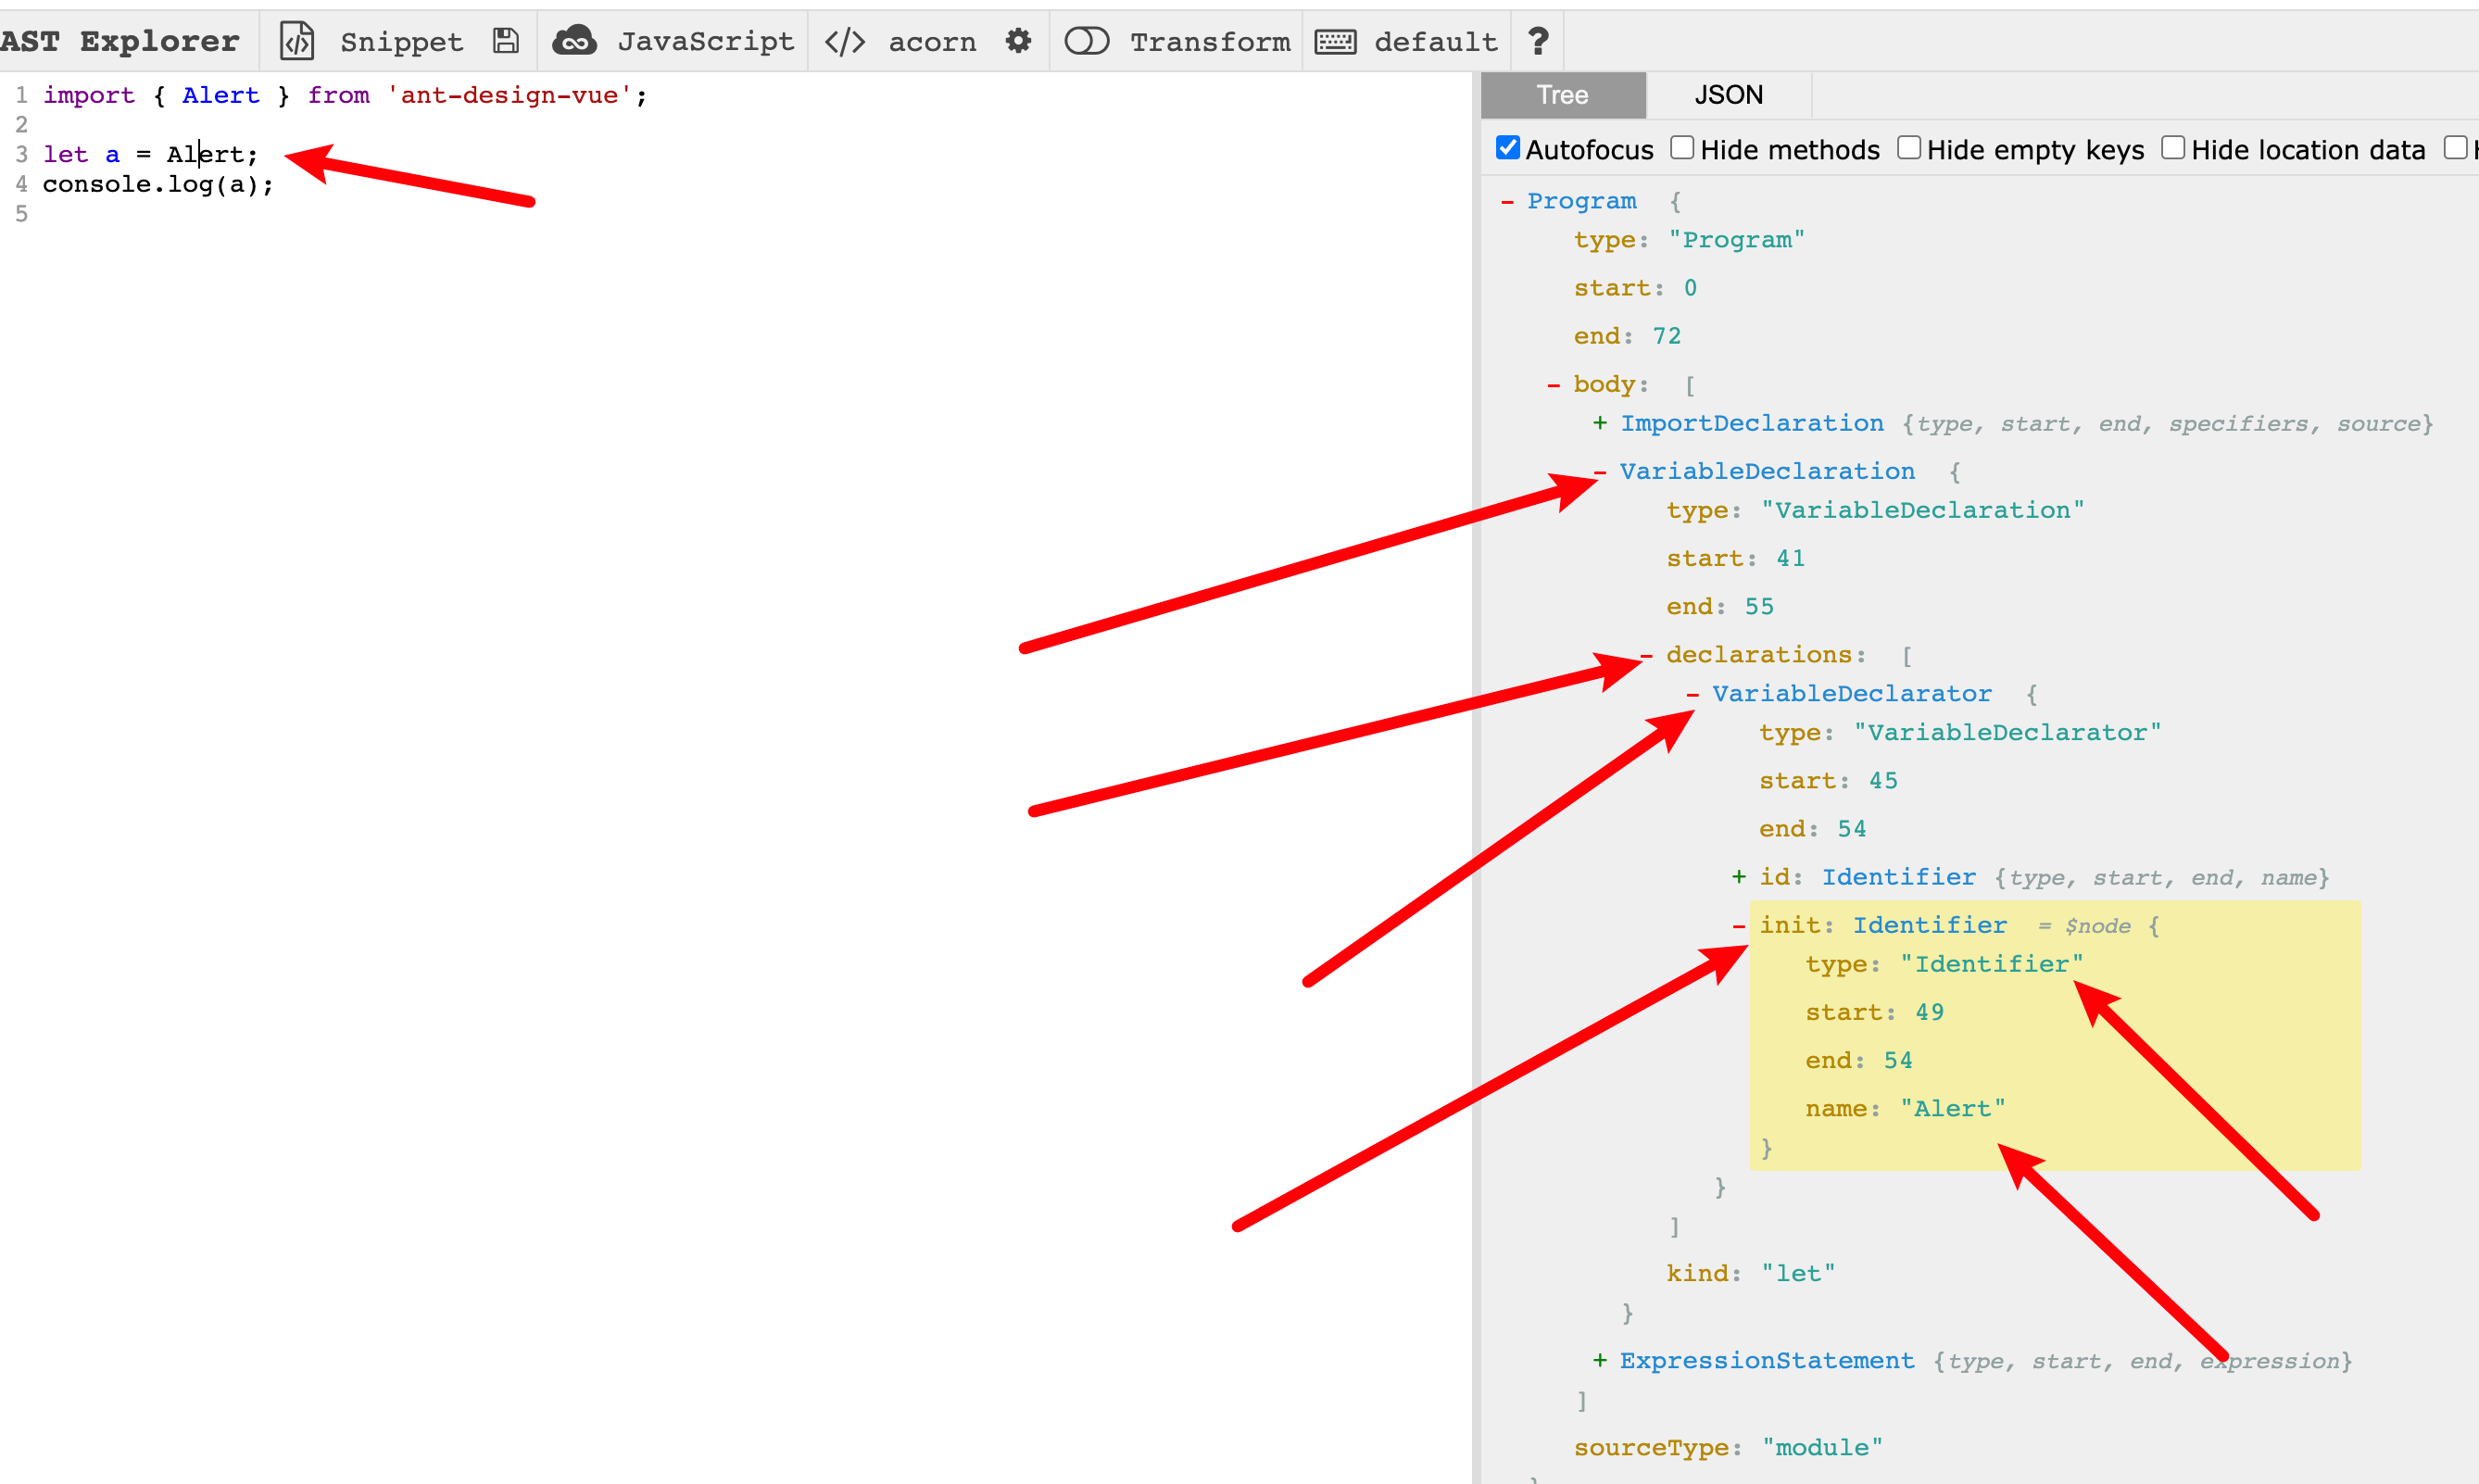 AST Explorer Snippet JavaScript </> acorn Transform default ?
1 import { Alert } from 'ant-design-vue';
2
3 let a = Alert;
4 console.log(a);
5
Tree JSON
Autofocus Hide methods Hide empty keys Hide location data
- Program {
type: "Program"
start: 0
end: 72
- body: [
+ ImportDeclaration {type, start, end, specifiers, source}
- VariableDeclaration {
type: "VariableDeclaration"
start: 41
end: 55
- declarations: [
- VariableDeclarator {
type: "VariableDeclarator"
start: 45
end: 54
+ id: Identifier {type, start, end, name}
- init: Identifier = $node {
type: "Identifier"
start: 49
end: 54
name: "Alert"
}
}
]
kind: "let"
}
+ ExpressionStatement {type, start, end, expression}
]
sourceType: "module"
}